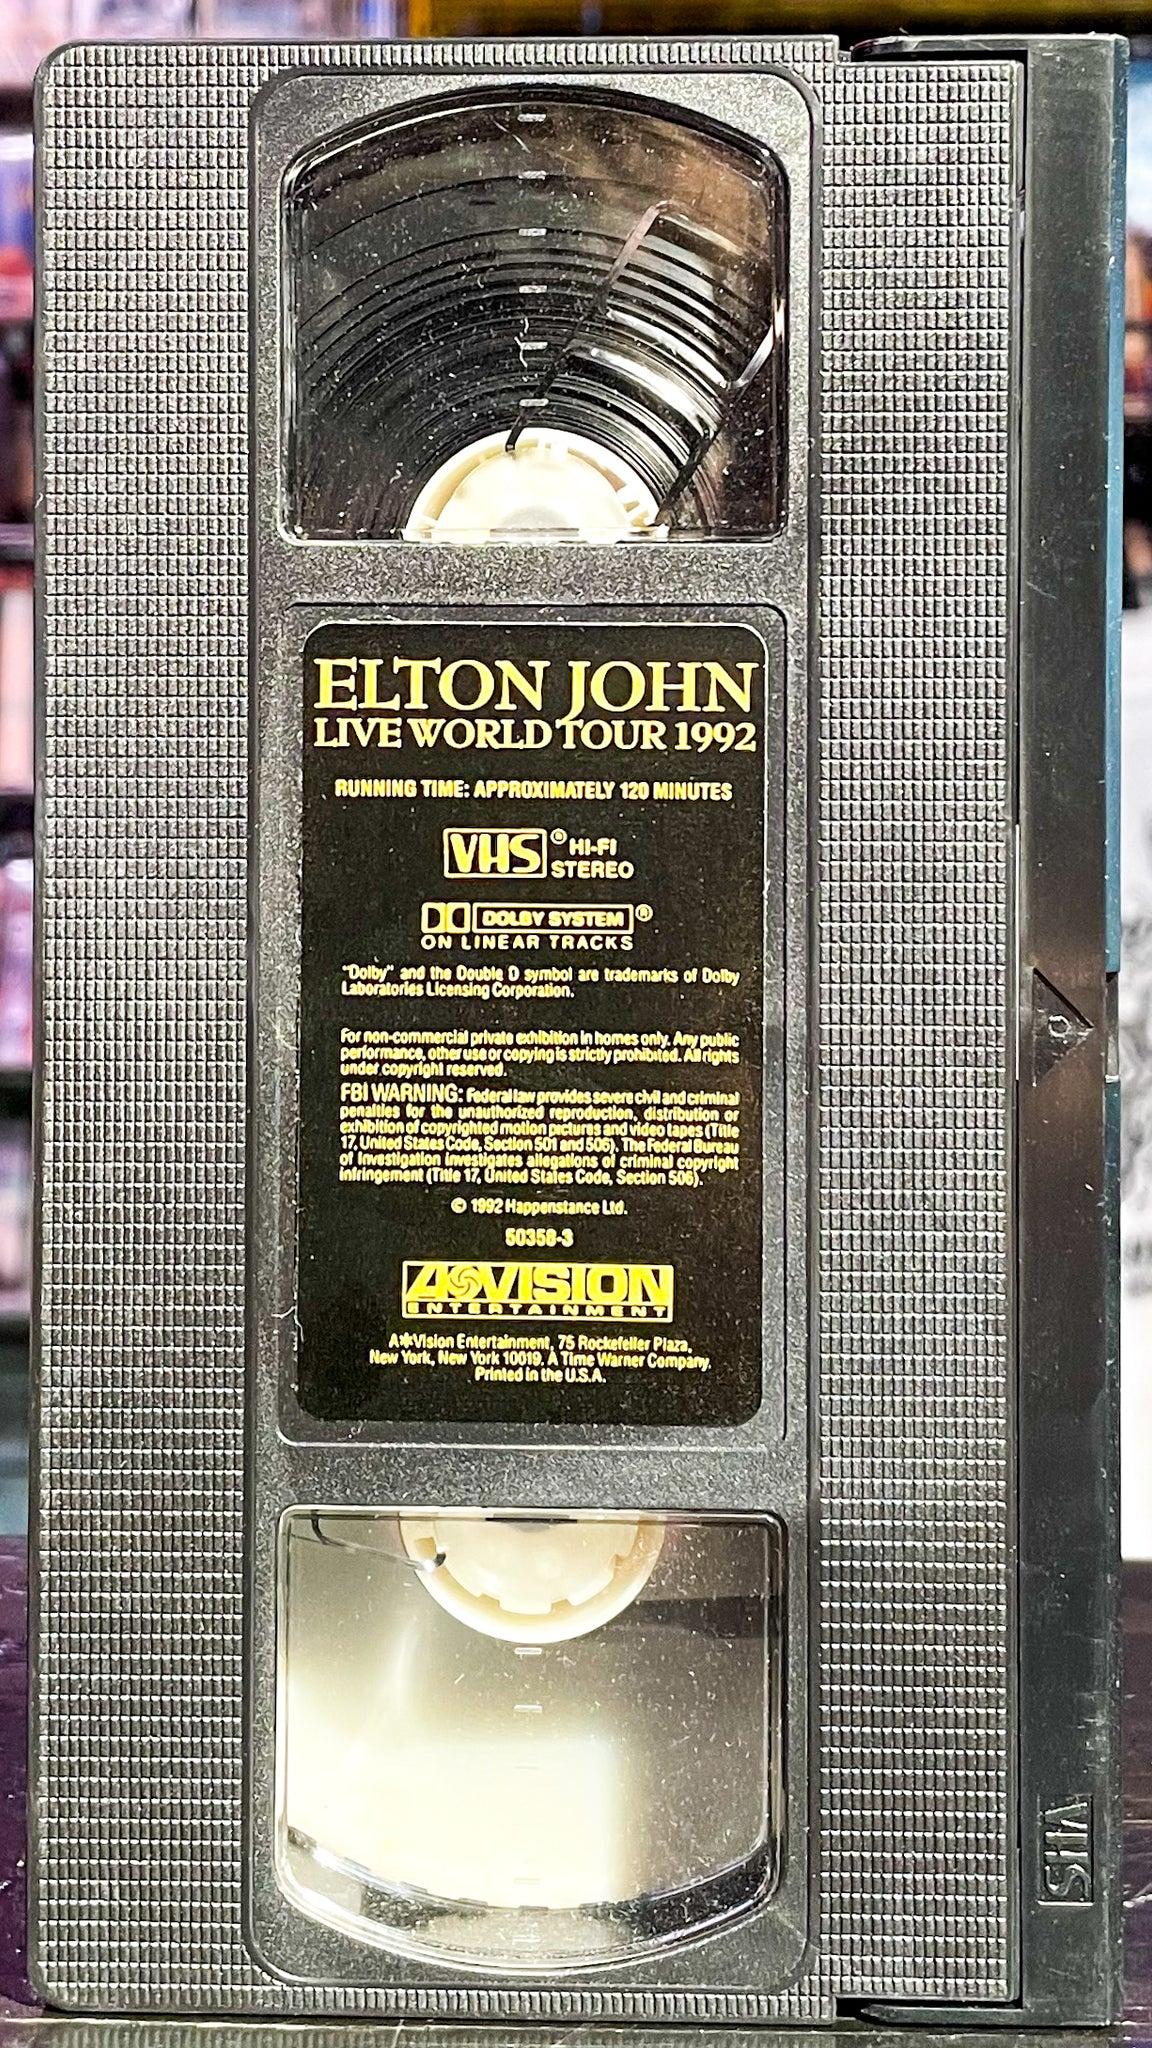 ELTON JOHN
LIVE WORLD TOUR 1992
RUNNING TIME: APPROXIMATELY 120 MINUTES
VHS® HI-FI
STEREO
DOLBY SYSTEM®
ON LINEAR TRACKS
"Dolby" and the Double D symbol are trademarks of Dolby
Laboratories Licensing Corporation.
For non-commercial private exhibition in homes only. Any public
performance, other use or copying is strictly prohibited. All rights
under copyright reserved.
FBI WARNING: Federal law provides severe civil and criminal
penalties for the unauthorized reproduction, distribution or
exhibition of copyrighted motion pictures and video tapes (Title
17, United States Code, Section 501 and 506). The Federal Bureau
of Investigation investigates allegations of criminal copyright
infringement (Title 17, United States Code, Section 506).
© 1992 Happenstance Ltd.
50358-3
A*VISION
ENTERTAINMENT
A*Vision Entertainment, 75 Rockefeller Plaza,
New York, New York 10019. A Time Warner Company.
Printed in the U.S.A.
VHS